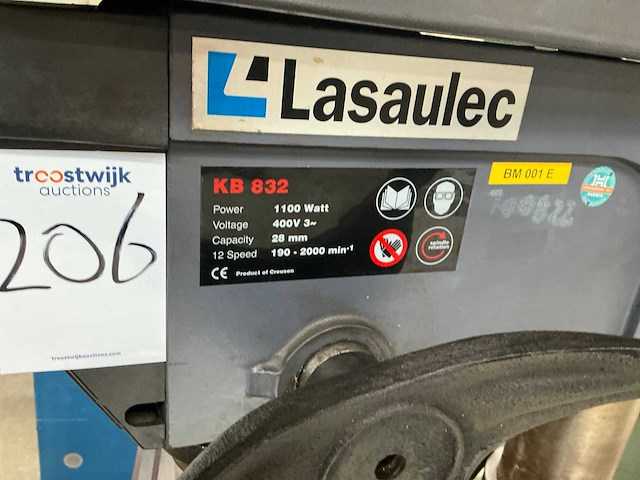 Lasaulec
KB 832
Power 1100 Watt
Voltage 400V 3~
Capacity 28 mm
12 Speed 190 - 2000 min-1
CE Product of Creusen
spindle rotation
BM 001 E
troostwijk
auctions
206
troostwijkauctions.com